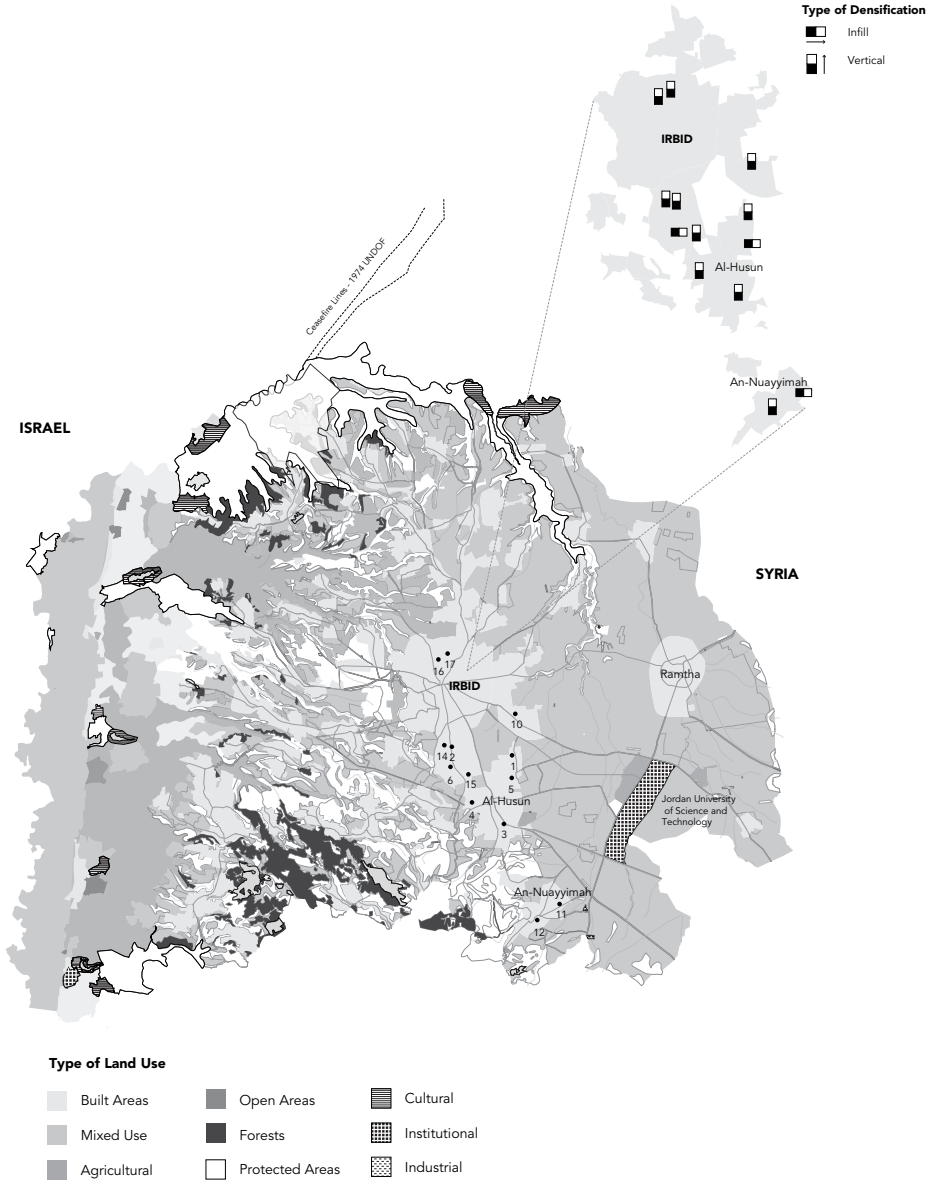 Type of Densification
Infill
Vertical
IRBID
Al-Husun
An-Nuayyimah
Ceasefire Lines - 1974 UNDOF
ISRAEL
SYRIA
17
16
IRBID
Ramtha
10
14
2
1
6
15
5
Al-Husun
4
3
Jordan University
of Science and
Technology
An-Nuayyimah
11
4
12
Type of Land Use
Built Areas
Open Areas
Cultural
Mixed Use
Forests
Institutional
Agricultural
Protected Areas
Industrial